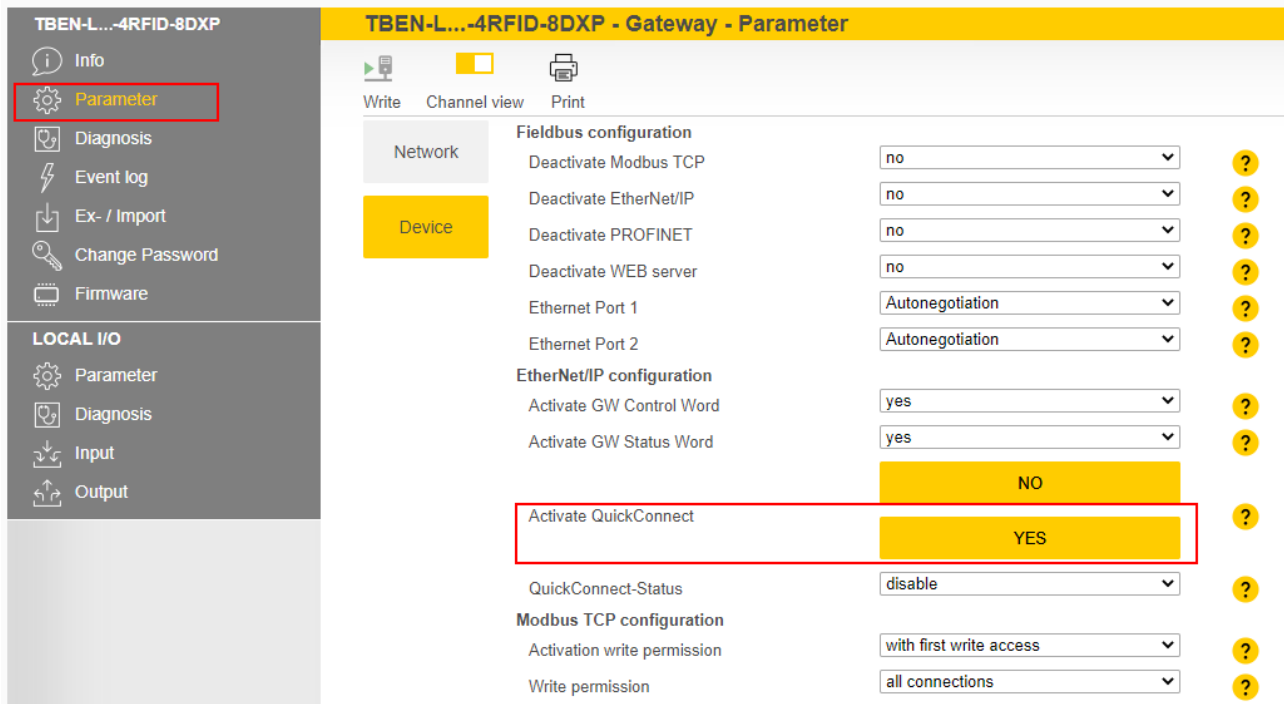 TBEN-L...-4RFID-8DXP
Info
Parameter
Diagnosis
Event log
Ex- / Import
Change Password
Firmware
LOCAL I/O
Parameter
Diagnosis
Input
Output
TBEN-L...-4RFID-8DXP - Gateway - Parameter
Write Channel view Print
Network
Device
Fieldbus configuration
Deactivate Modbus TCP no ?
Deactivate EtherNet/IP no ?
Deactivate PROFINET no ?
Deactivate WEB server no ?
Ethernet Port 1 Autonegotiation ?
Ethernet Port 2 Autonegotiation ?
EtherNet/IP configuration
Activate GW Control Word yes ?
Activate GW Status Word yes ?
NO
Activate QuickConnect ?
YES
QuickConnect-Status disable ?
Modbus TCP configuration
Activation write permission with first write access ?
Write permission all connections ?